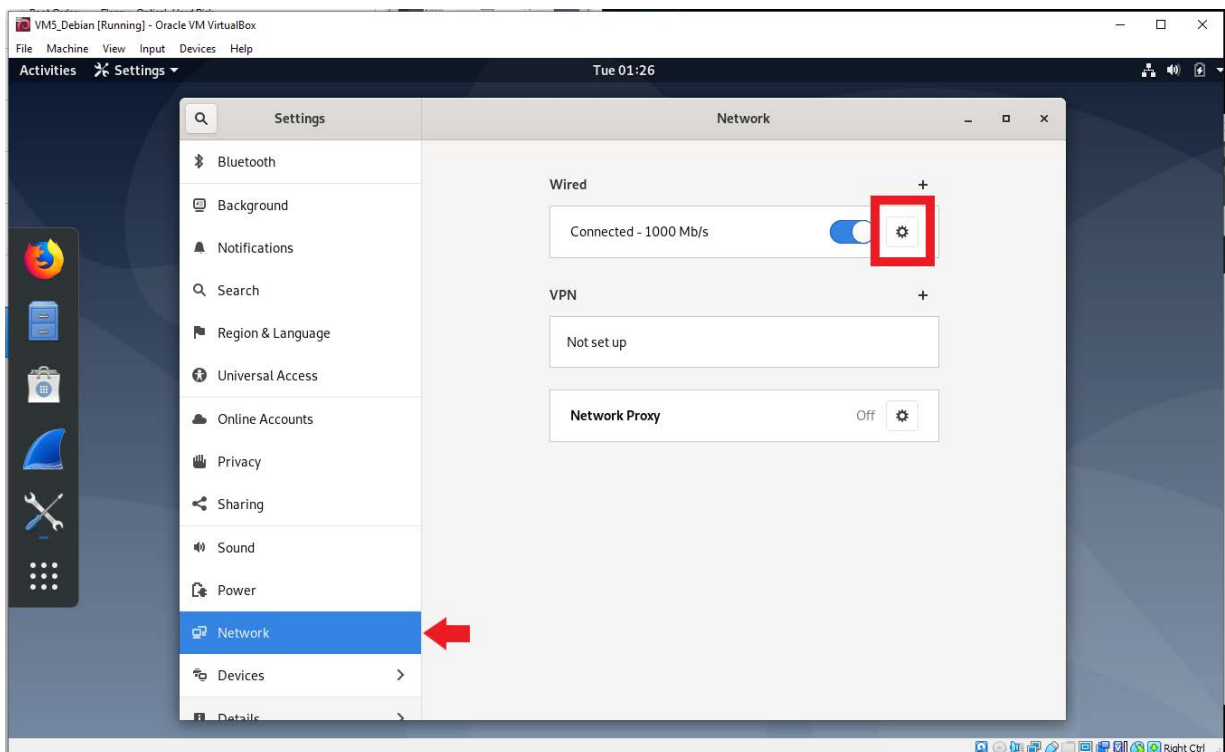 VM5_Debian [Running] - Oracle VM VirtualBox
File Machine View Input Devices Help
Activities Settings Tue 01:26
Settings Network
Bluetooth
Background
Notifications
Search
Region & Language
Universal Access
Online Accounts
Privacy
Sharing
Sound
Power
Network
Devices
Details
Wired
Connected - 1000 Mb/s
VPN
Not set up
Network Proxy Off
Right Ctrl